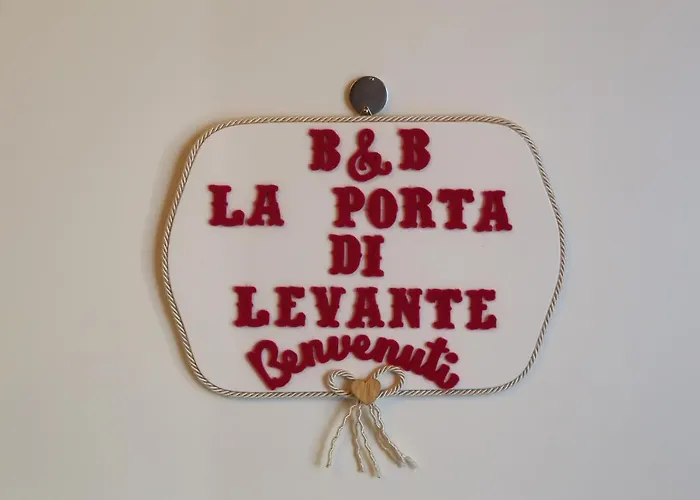 B&B
LA PORTA
DI
LEVANTE
Benvenuti